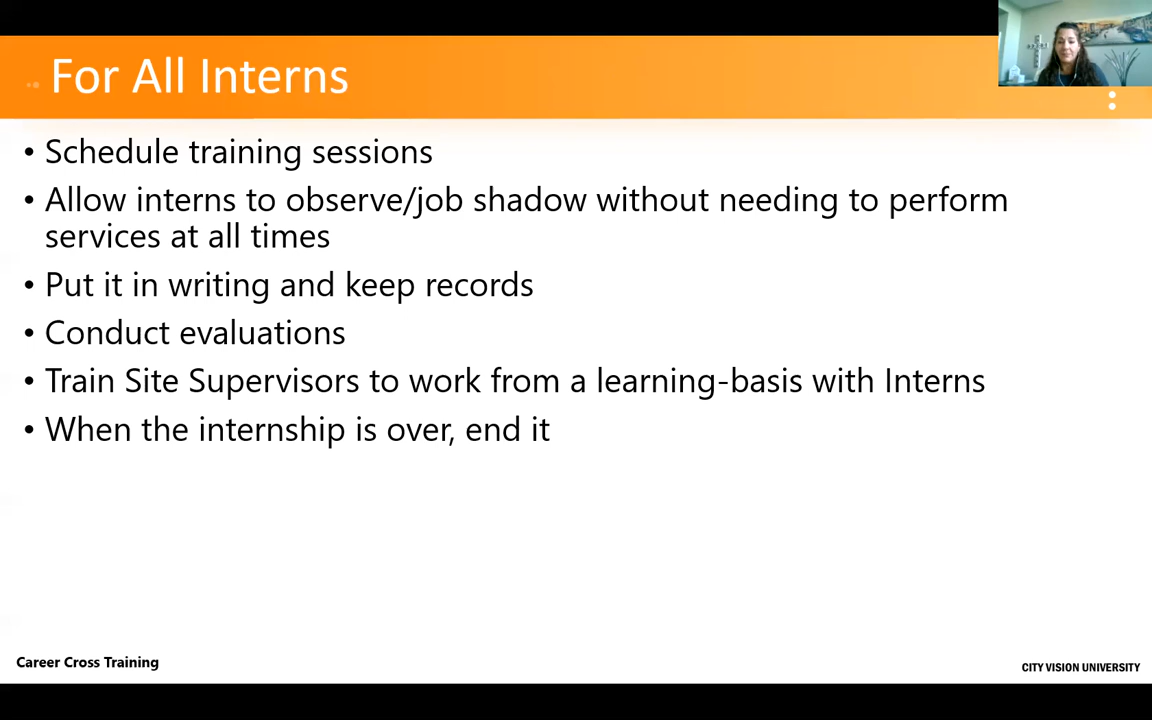 For All Interns
• Schedule training sessions
• Allow interns to observe/job shadow without needing to perform
services at all times
• Put it in writing and keep records
• Conduct evaluations
• Train Site Supervisors to work from a learning-basis with Interns
• When the internship is over, end it
Career Cross Training
CITY VISION UNIVERSITY